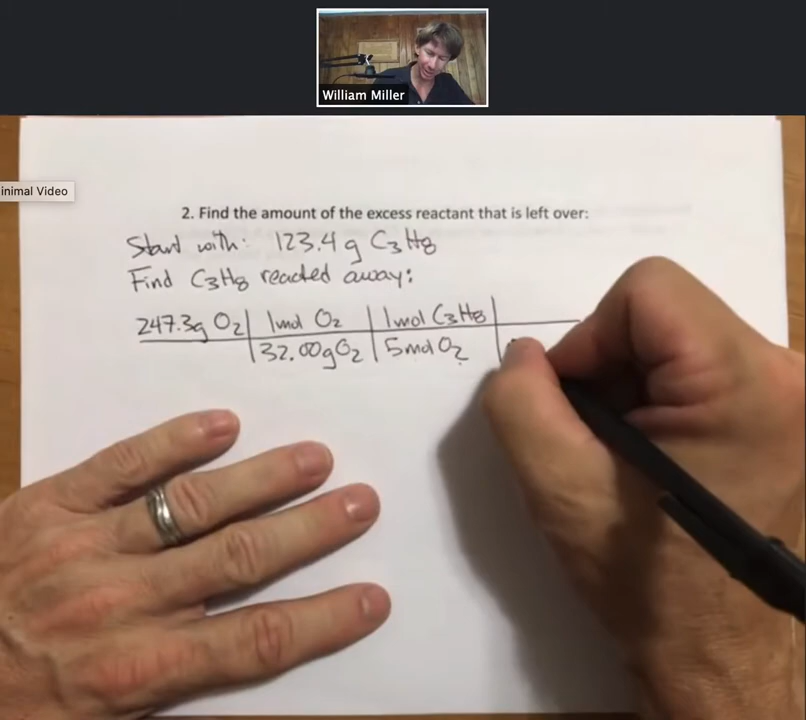 William Miller
inimal Video
2. Find the amount of the excess reactant that is left over:
Start with: 123.4 g C3H8
Find C3H8 reacted away:
247.3g O2 | 1mol O2 | 1mol C3H8 |
32.00g O2 | 5mol O2 |